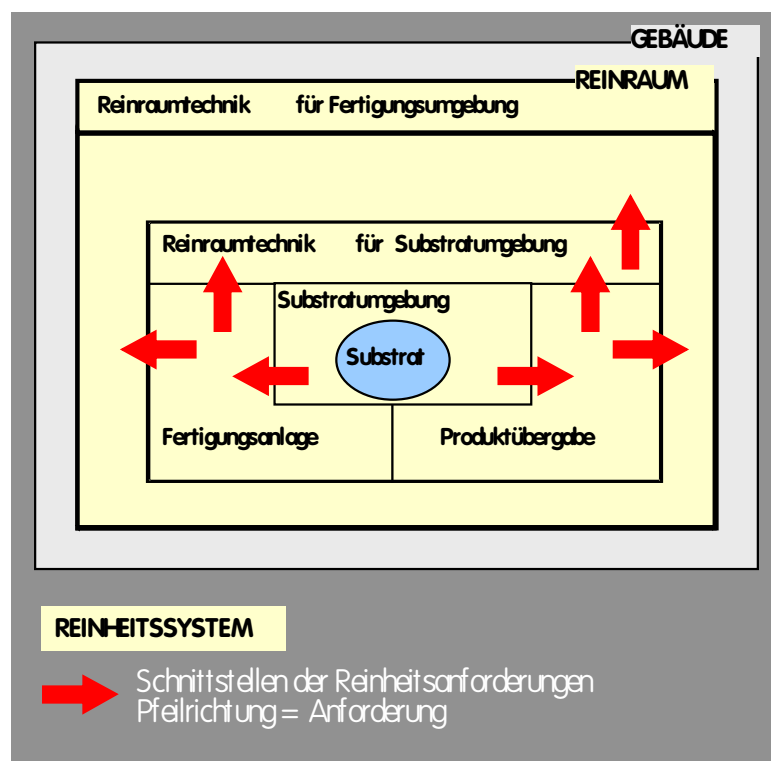 GEBÄUDE
REINRAUM
Reinraumtechnik für Fertigungsumgebung
Reinraumtechnik für Substratumgebung
Substratumgebung
Substrat
Fertigungsanlage Produktübergabe
REINHEITSSYSTEM
Schnittstellen der Reinheitsanforderungen
Pfeilrichtung = Anforderung